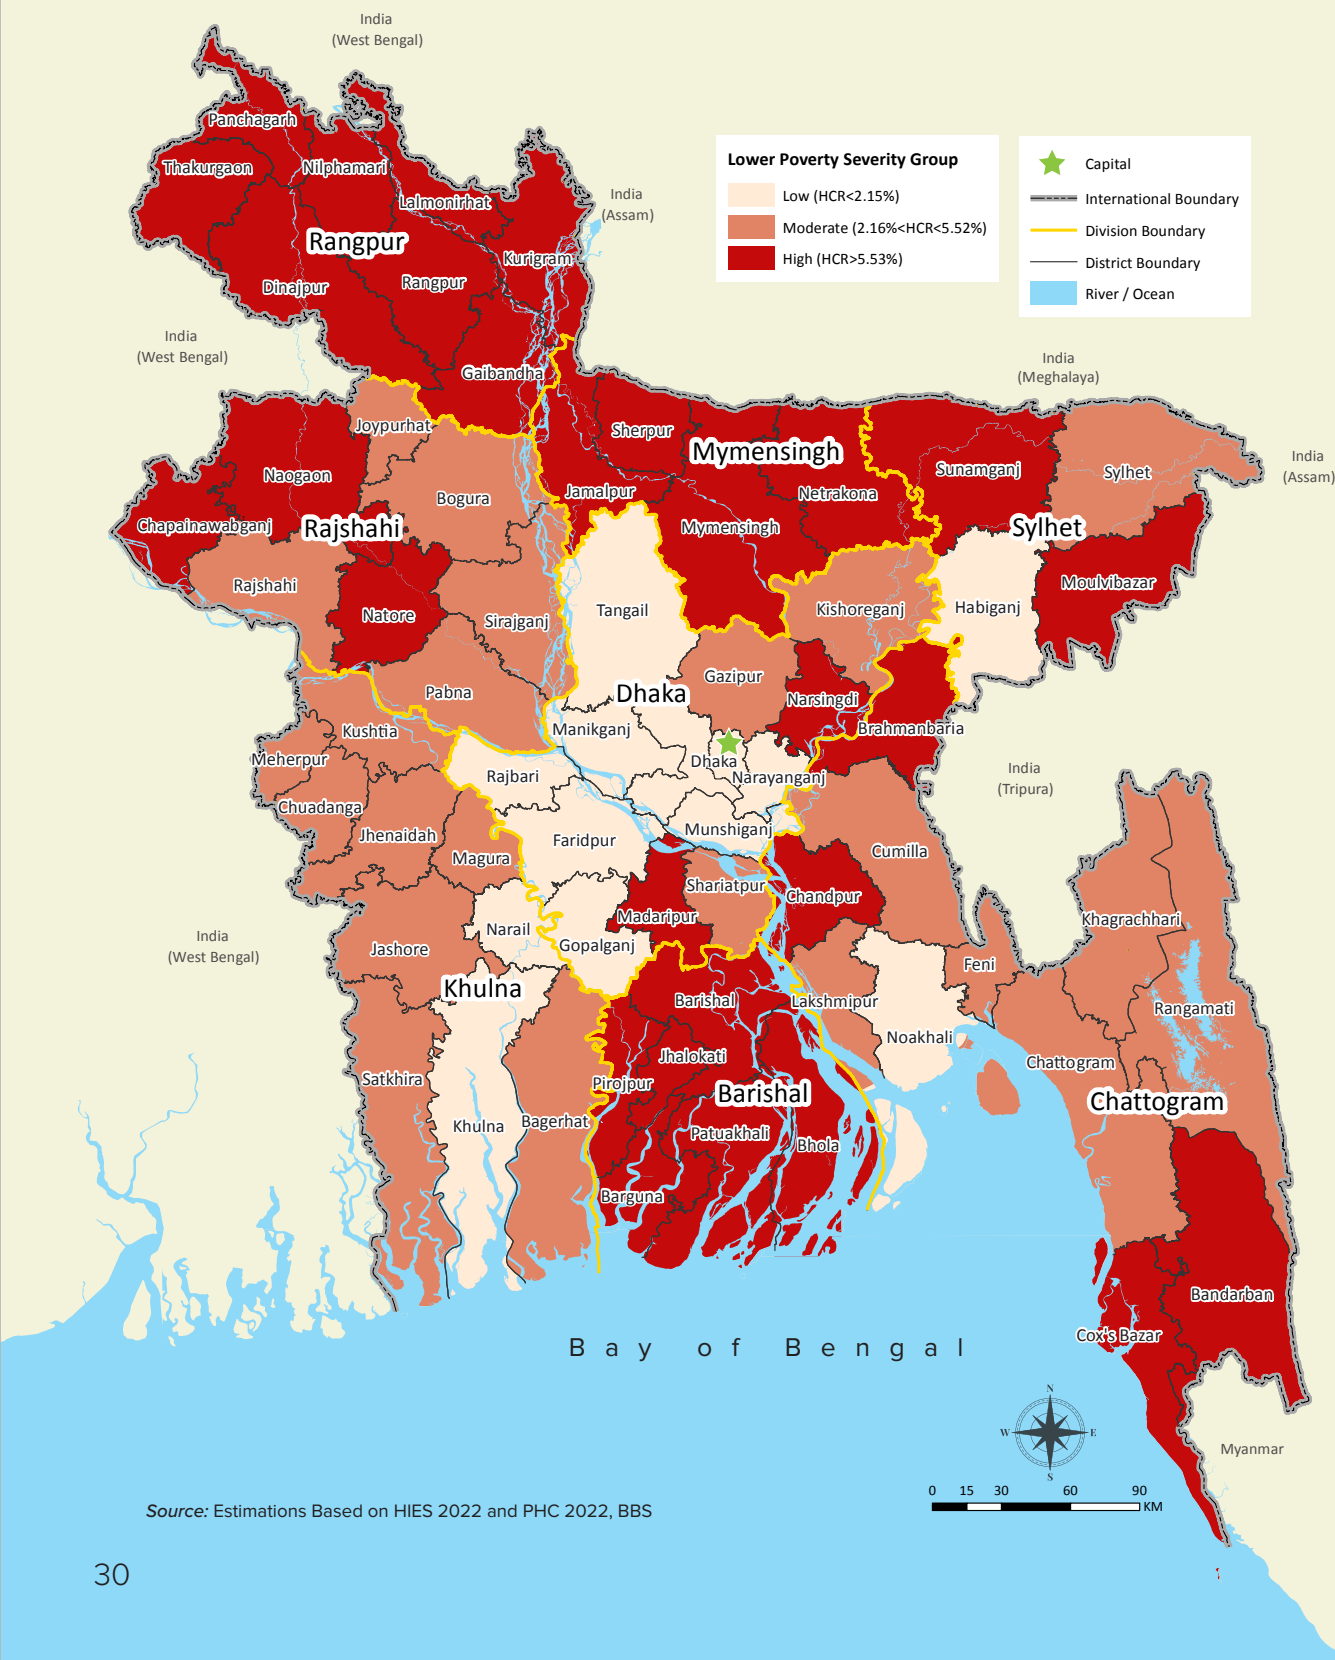 India
(West Bengal)
Panchagarh
Thakurgaon
Nilphamari
Lalmonirhat
Rangpur
Kurigram
Dinajpur
Rangpur
Gaibandha
India
(Assam)
Lower Poverty Severity Group
Low (HCR<2.15%)
Moderate (2.16%<HCR<5.52%)
High (HCR>5.53%)
Capital
International Boundary
Division Boundary
District Boundary
River / Ocean
India
(West Bengal)
India
(Meghalaya)
India
(Assam)
Joypurhat
Naogaon
Bogura
Chapainawabganj
Rajshahi
Rajshahi
Natore
Sirajganj
Pabna
Sherpur
Mymensingh
Jamalpur
Netrakona
Mymensingh
Sunamganj
Sylhet
Sylhet
Moulvibazar
Habiganj
Kishoreganj
Tangail
Gazipur
Dhaka
Narsingdi
Manikganj
Dhaka
Narayanganj
Rajbari
Faridpur
Munshiganj
Shariatpur
Madaripur
Gopalganj
Brahmanbaria
India
(Tripura)
Kushtia
Meherpur
Chuadanga
Jhenaidah
Magura
Jashore
Narail
Khulna
Satkhira
Khulna
Bagerhat
India
(West Bengal)
Cumilla
Chandpur
Lakshmipur
Noakhali
Feni
Khagrachhari
Rangamati
Chattogram
Chattogram
Bandarban
Cox's Bazar
Barishal
Jhalokati
Pirojpur
Barishal
Patuakhali
Bhola
Barguna
Bay of Bengal
Myanmar
N
W
E
S
0 15 30 60 90
KM
Source: Estimations Based on HIES 2022 and PHC 2022, BBS
30